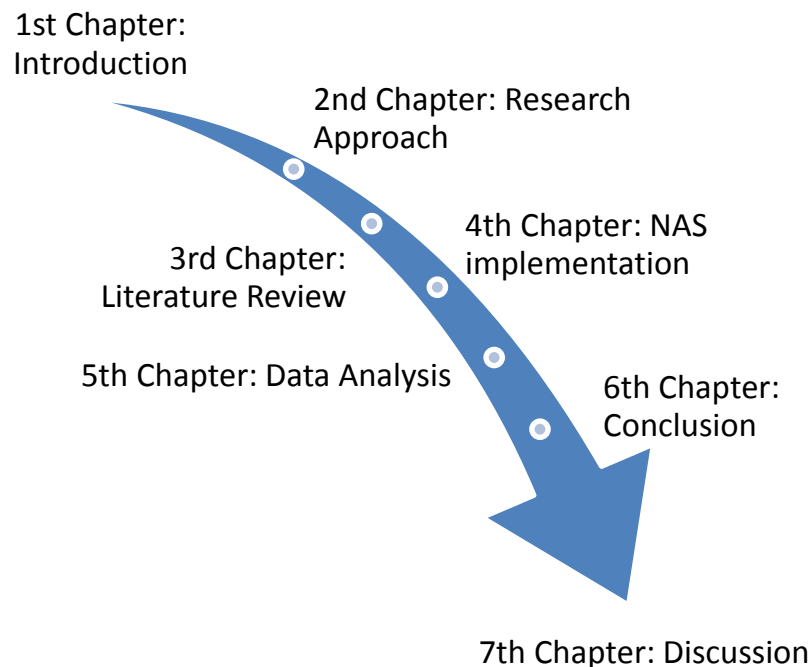 1st Chapter:
Introduction
2nd Chapter: Research
Approach
3rd Chapter:
Literature Review
4th Chapter: NAS
implementation
5th Chapter: Data Analysis
6th Chapter:
Conclusion
7th Chapter: Discussion